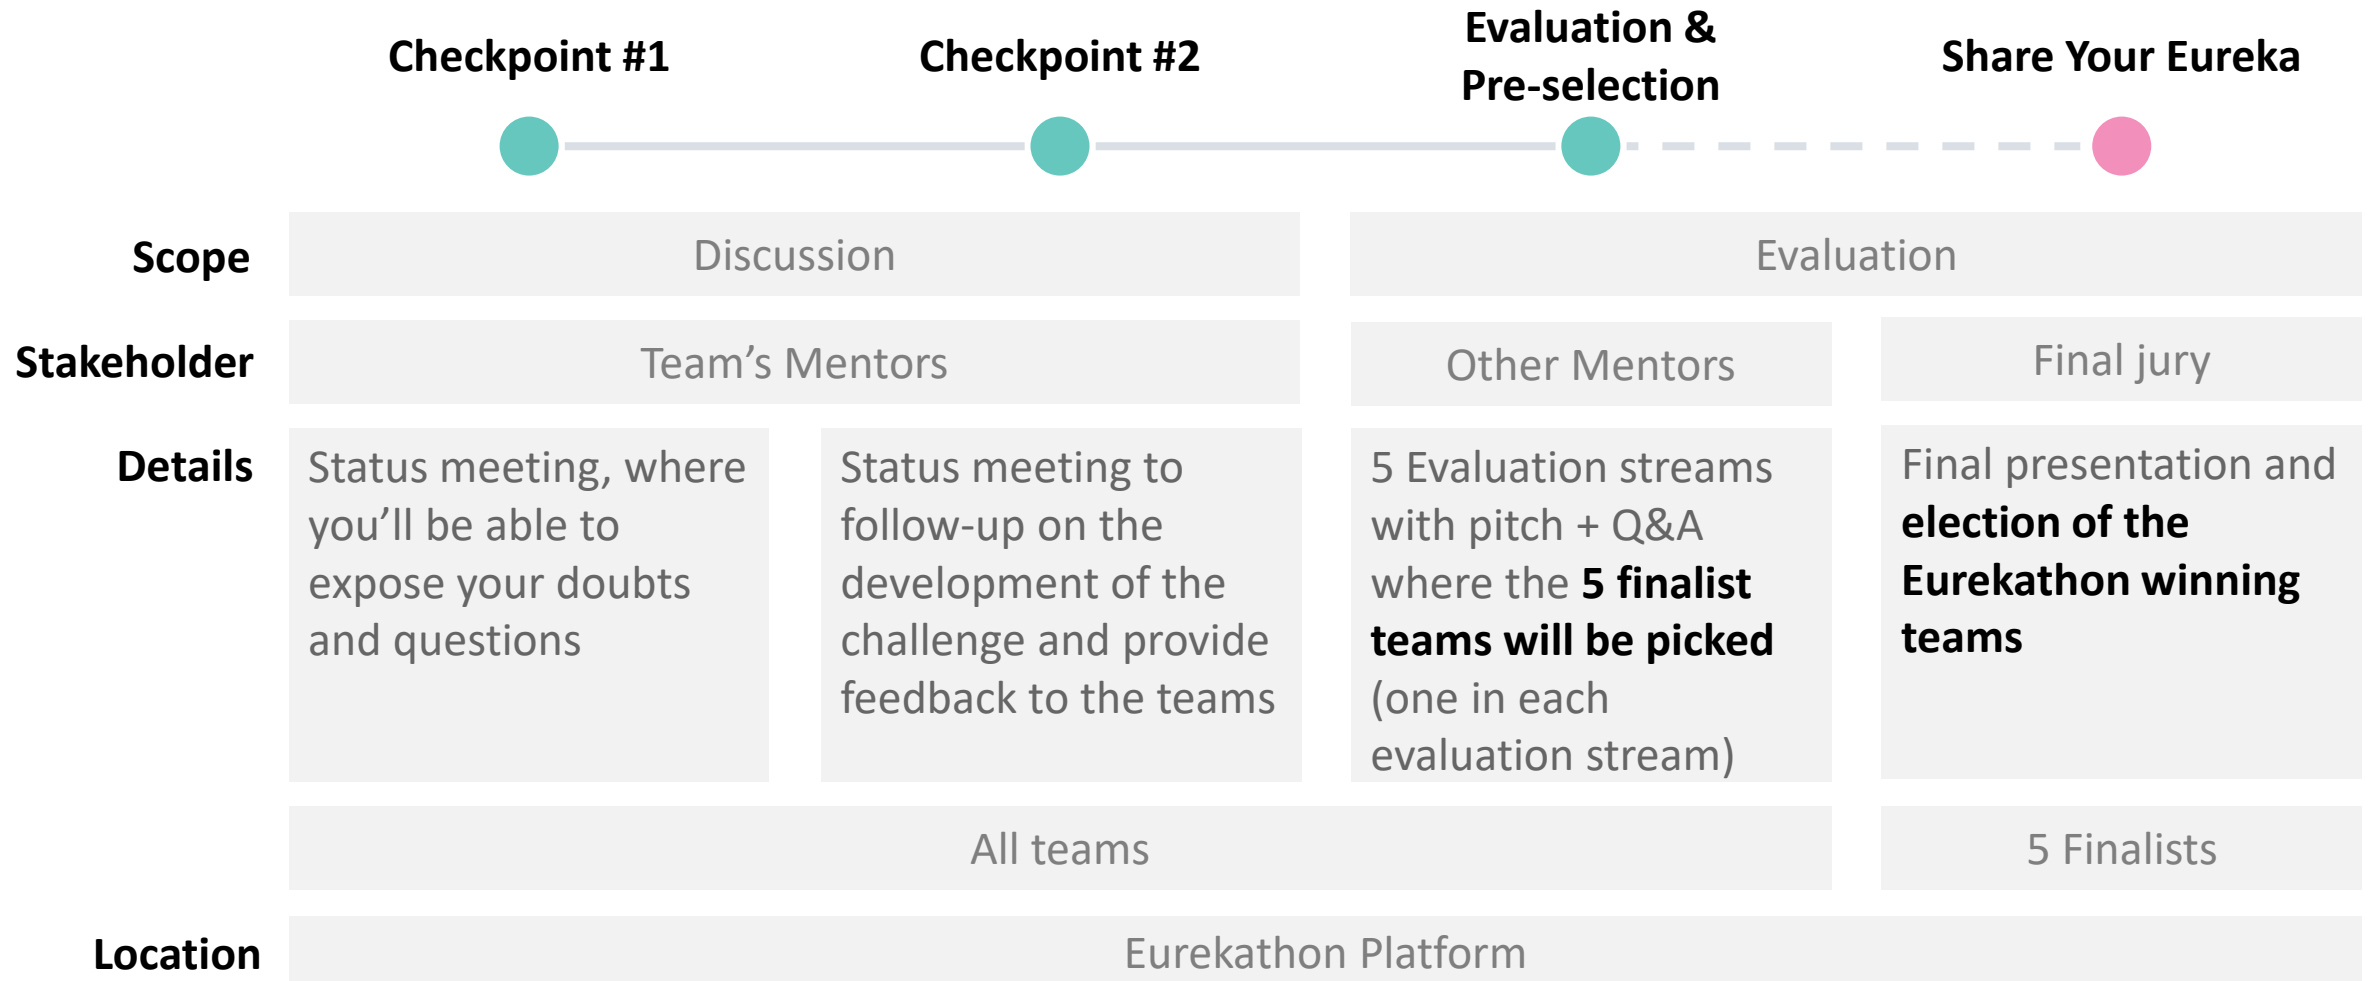 Checkpoint #1
Checkpoint #2
Evaluation &
Pre-selection
Share Your Eureka
Scope
Discussion
Evaluation
Stakeholder
Team’s Mentors
Other Mentors
Final jury
Details
Status meeting, where
you’ll be able to
expose your doubts
and questions
Status meeting to
follow-up on the
development of the
challenge and provide
feedback to the teams
5 Evaluation streams
with pitch + Q&A
where the 5 finalist
teams will be picked
(one in each
evaluation stream)
Final presentation and
election of the
Eurekathon winning
teams
All teams
5 Finalists
Location
Eurekathon Platform